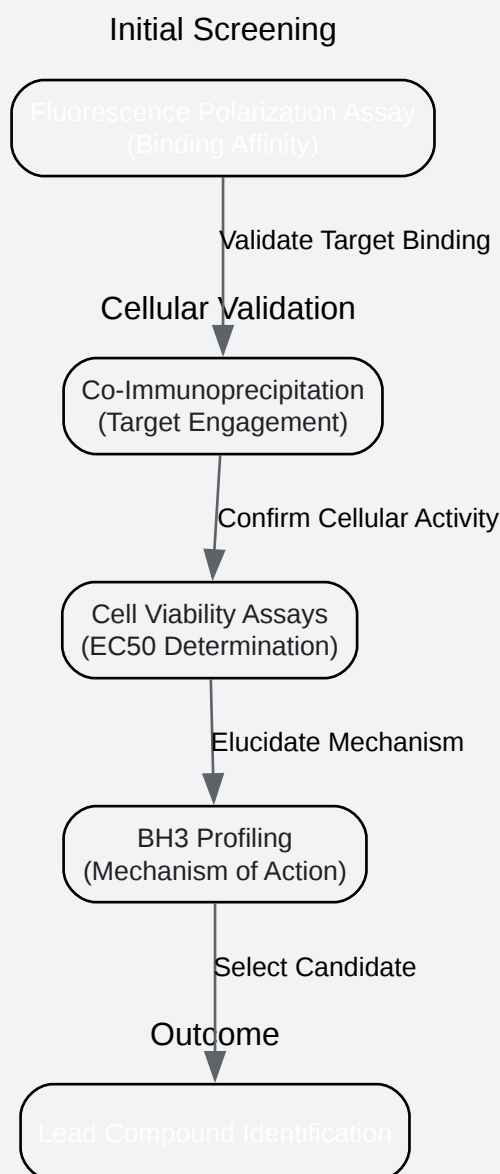 Initial Screening
Fluorescence Polarization Assay
(Binding Affinity)
Validate Target Binding
Cellular Validation
Co-Immunoprecipitation
(Target Engagement)
Confirm Cellular Activity
Cell Viability Assays
(EC50 Determination)
Elucidate Mechanism
BH3 Profiling
(Mechanism of Action)
Select Candidate
Outcome
Lead Compound Identification